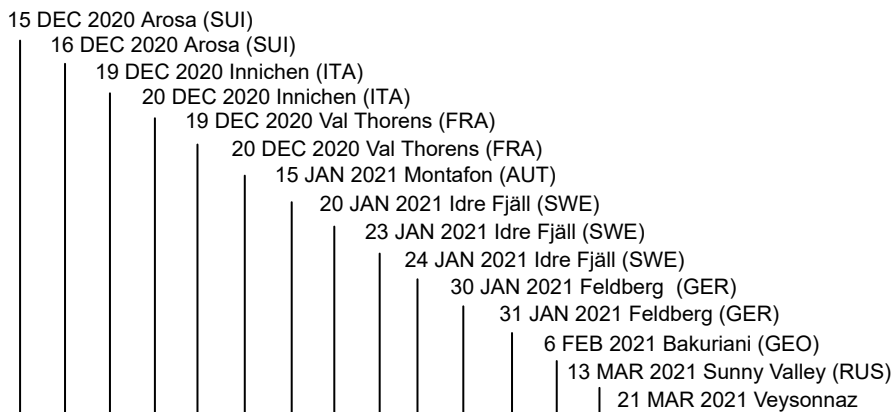 15 DEC 2020 Arosa (SUI)
16 DEC 2020 Arosa (SUI)
19 DEC 2020 Innichen (ITA)
20 DEC 2020 Innichen (ITA)
19 DEC 2020 Val Thorens (FRA)
20 DEC 2020 Val Thorens (FRA)
15 JAN 2021 Montafon (AUT)
20 JAN 2021 Idre Fjäll (SWE)
23 JAN 2021 Idre Fjäll (SWE)
24 JAN 2021 Idre Fjäll (SWE)
30 JAN 2021 Feldberg (GER)
31 JAN 2021 Feldberg (GER)
6 FEB 2021 Bakuriani (GEO)
13 MAR 2021 Sunny Valley (RUS)
21 MAR 2021 Veysonnaz